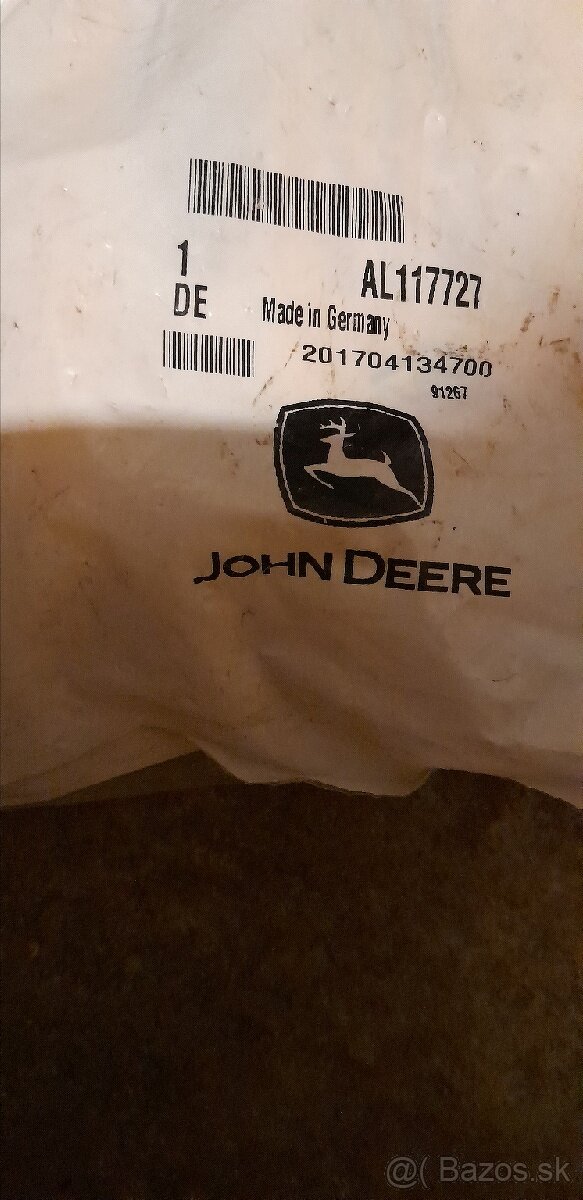 1 AL117727
DE Made in Germany
201704134700
91267
JOHN DEERE
@( Bazos.sk